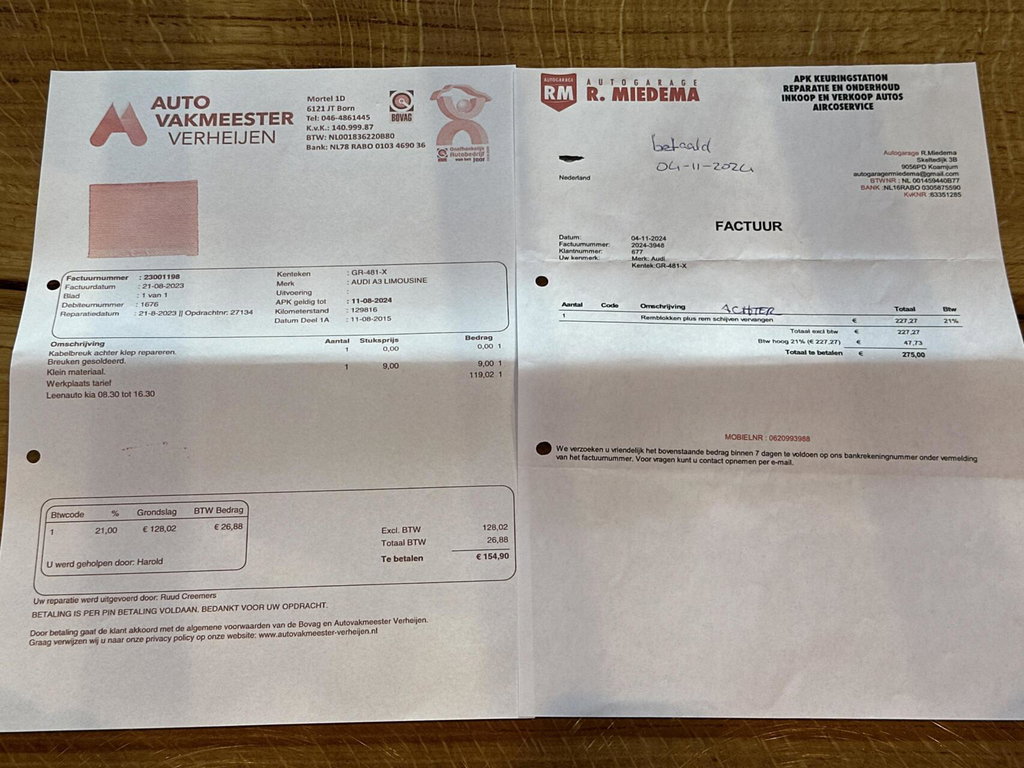 AUTO
VAKMEESTER
VERHEIJEN
Mortel 1D
6121 JT Born
Tel: 046-4861445
K.v.K.: 140.999.87
BTW: NL001836220B80
Bank: NL78 RABO 0103 4690 36
BOVAG
Factuurnummer : 23001198
Factuurdatum : 21-08-2023
Blad : 1 van 1
Debiteurnummer : 1676
Reparatiedatum : 21-8-2023 || Opdrachtnr: 27134
Kenteken : GR-481-X
Merk : AUDI A3 LIMOUSINE
Uitvoering :
APK geldig tot : 11-08-2024
Kilometerstand : 129816
Datum Deel 1A : 11-08-2015
Omschrijving Aantal Stuksprijs Bedrag
Kabelbreuk achter klep repareren. 1 0,00 0,00 1
Breuken gesoldeerd.
Klein materiaal. 1 9,00 9,00 1
Werkplaats tarief 119,02 1
Leenauto kia 08.30 tot 16.30
Btwcode % Grondslag BTW Bedrag
1 21,00 € 128,02 € 26,88
U werd geholpen door: Harold
Excl. BTW 128,02
Totaal BTW 26,88
Te betalen € 154,90
Uw reparatie werd uitgevoerd door: Ruud Creemers
BETALING IS PER PIN BETALING VOLDAAN. BEDANKT VOOR UW OPDRACHT.
Door betaling gaat de klant akkoord met de algemene voorwaarden van de Bovag en Autovakmeester Verheijen.
Graag verwijzen wij u naar onze privacy policy op onze website: www.autovakmeester-verheijen.nl
AUTOGARAGE
RM
AUTOGARAGE
R. MIEDEMA
APK KEURINGSTATION
REPARATIE EN ONDERHOUD
INKOOP EN VERKOOP AUTOS
AIRCOSERVICE
betaald
04-11-2024
Nederland
Autogarage R.Miedema
Skeltedijk 3B
9056PD Koarnjum
autogaragermiedema@gmail.com
BTWNR : NL 001459440B77
BANK :NL16RABO 0305875590
KvKNR :63351285
FACTUUR
Datum: 04-11-2024
Factuurnummer: 2024-3948
Klantnummer: 677
Uw kenmerk: Merk: Audi
Kentek:GR-481-X
Aantal Code Omschrijving ACHTER Totaal Btw
1 Remblokken plus rem schijven vervangen € 227,27 21%
Totaal excl btw € 227,27
Btw hoog 21% (€ 227,27) € 47,73
Totaal te betalen € 275,00
MOBIELNR : 0620993988
We verzoeken u vriendelijk het bovenstaande bedrag binnen 7 dagen te voldoen op ons bankrekeningnummer onder vermelding
van het factuurnummer. Voor vragen kunt u contact opnemen per e-mail.